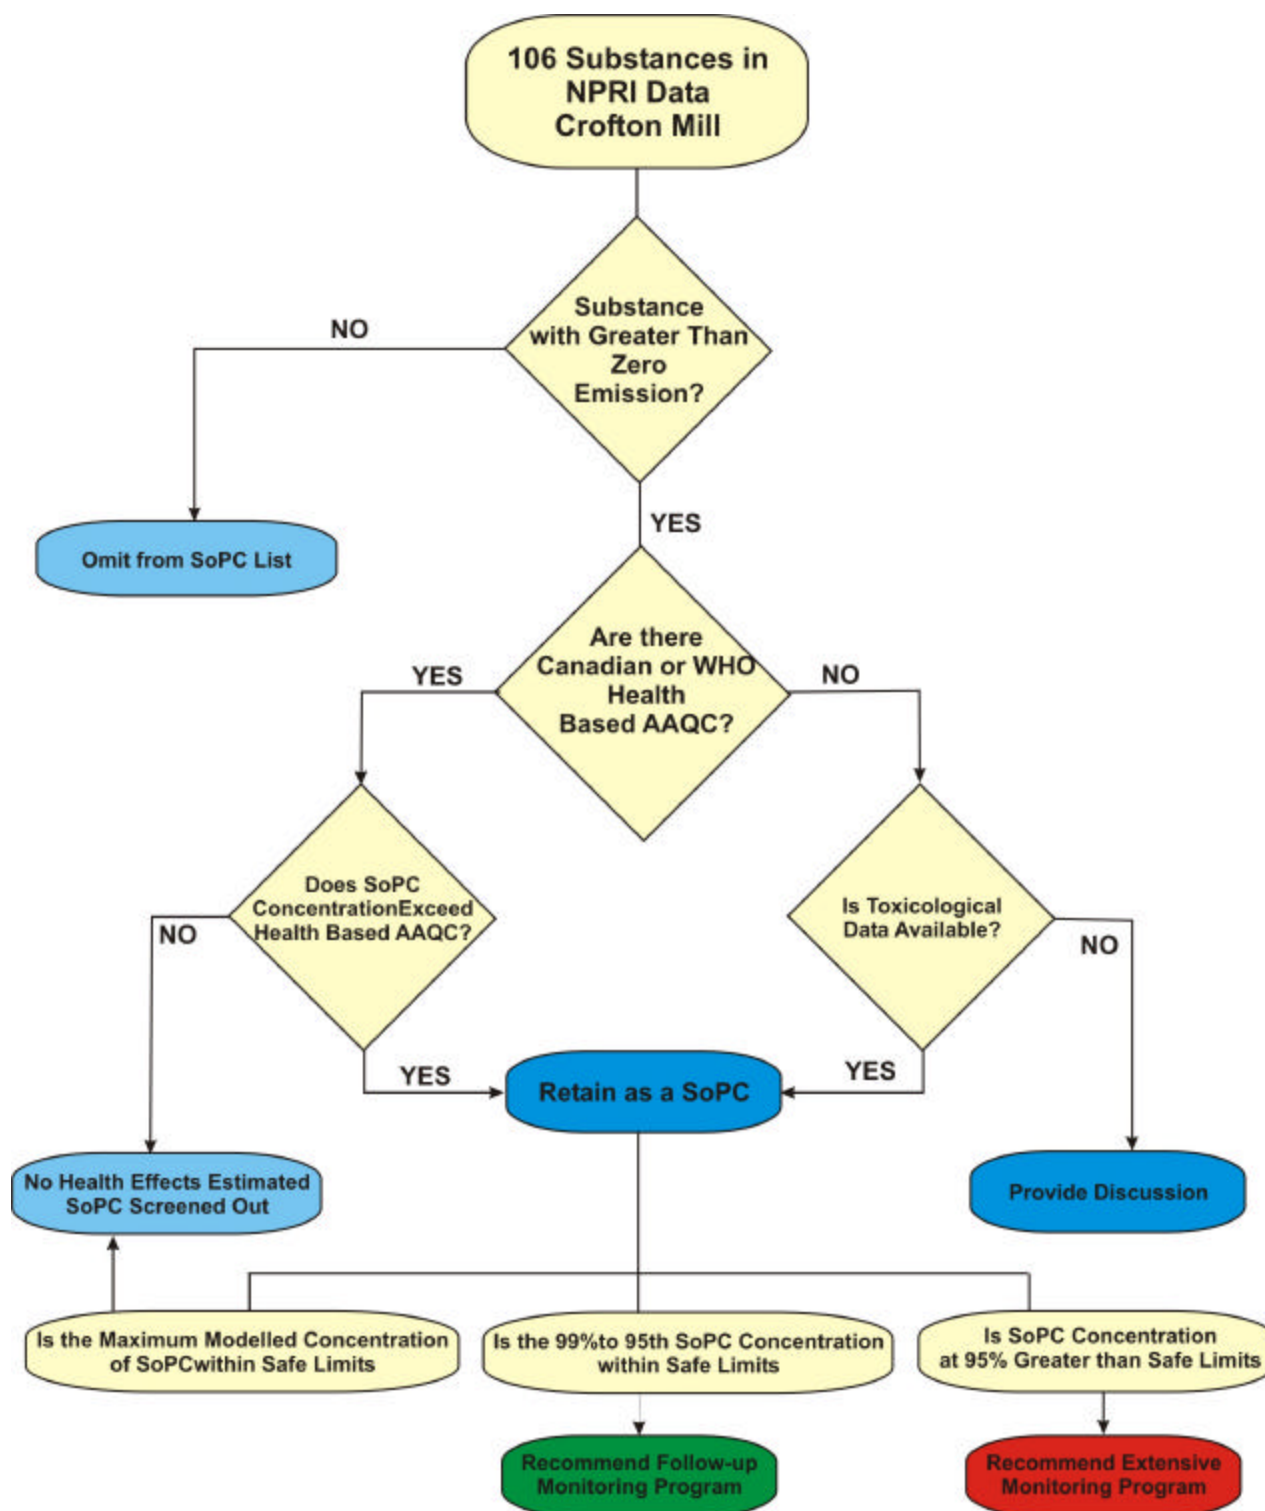 106 Substances in
NPRI Data
Crofton Mill
Substance
with Greater Than
Zero
Emission?
NO
YES
Omit from SoPC List
Are there
Canadian or WHO
Health
Based AAQC?
YES
NO
Does SoPC
ConcentrationExceed
Health Based AAQC?
Is Toxicological
Data Available?
NO
NO
YES
YES
Retain as a SoPC
No Health Effects Estimated
SoPC Screened Out
Provide Discussion
Is the Maximum Modelled Concentration
of SoPCwithin Safe Limits
Is the 99%to 95th SoPC Concentration
within Safe Limits
Is SoPC Concentration
at 95% Greater than Safe Limits
Recommend Follow-up
Monitoring Program
Recommend Extensive
Monitoring Program